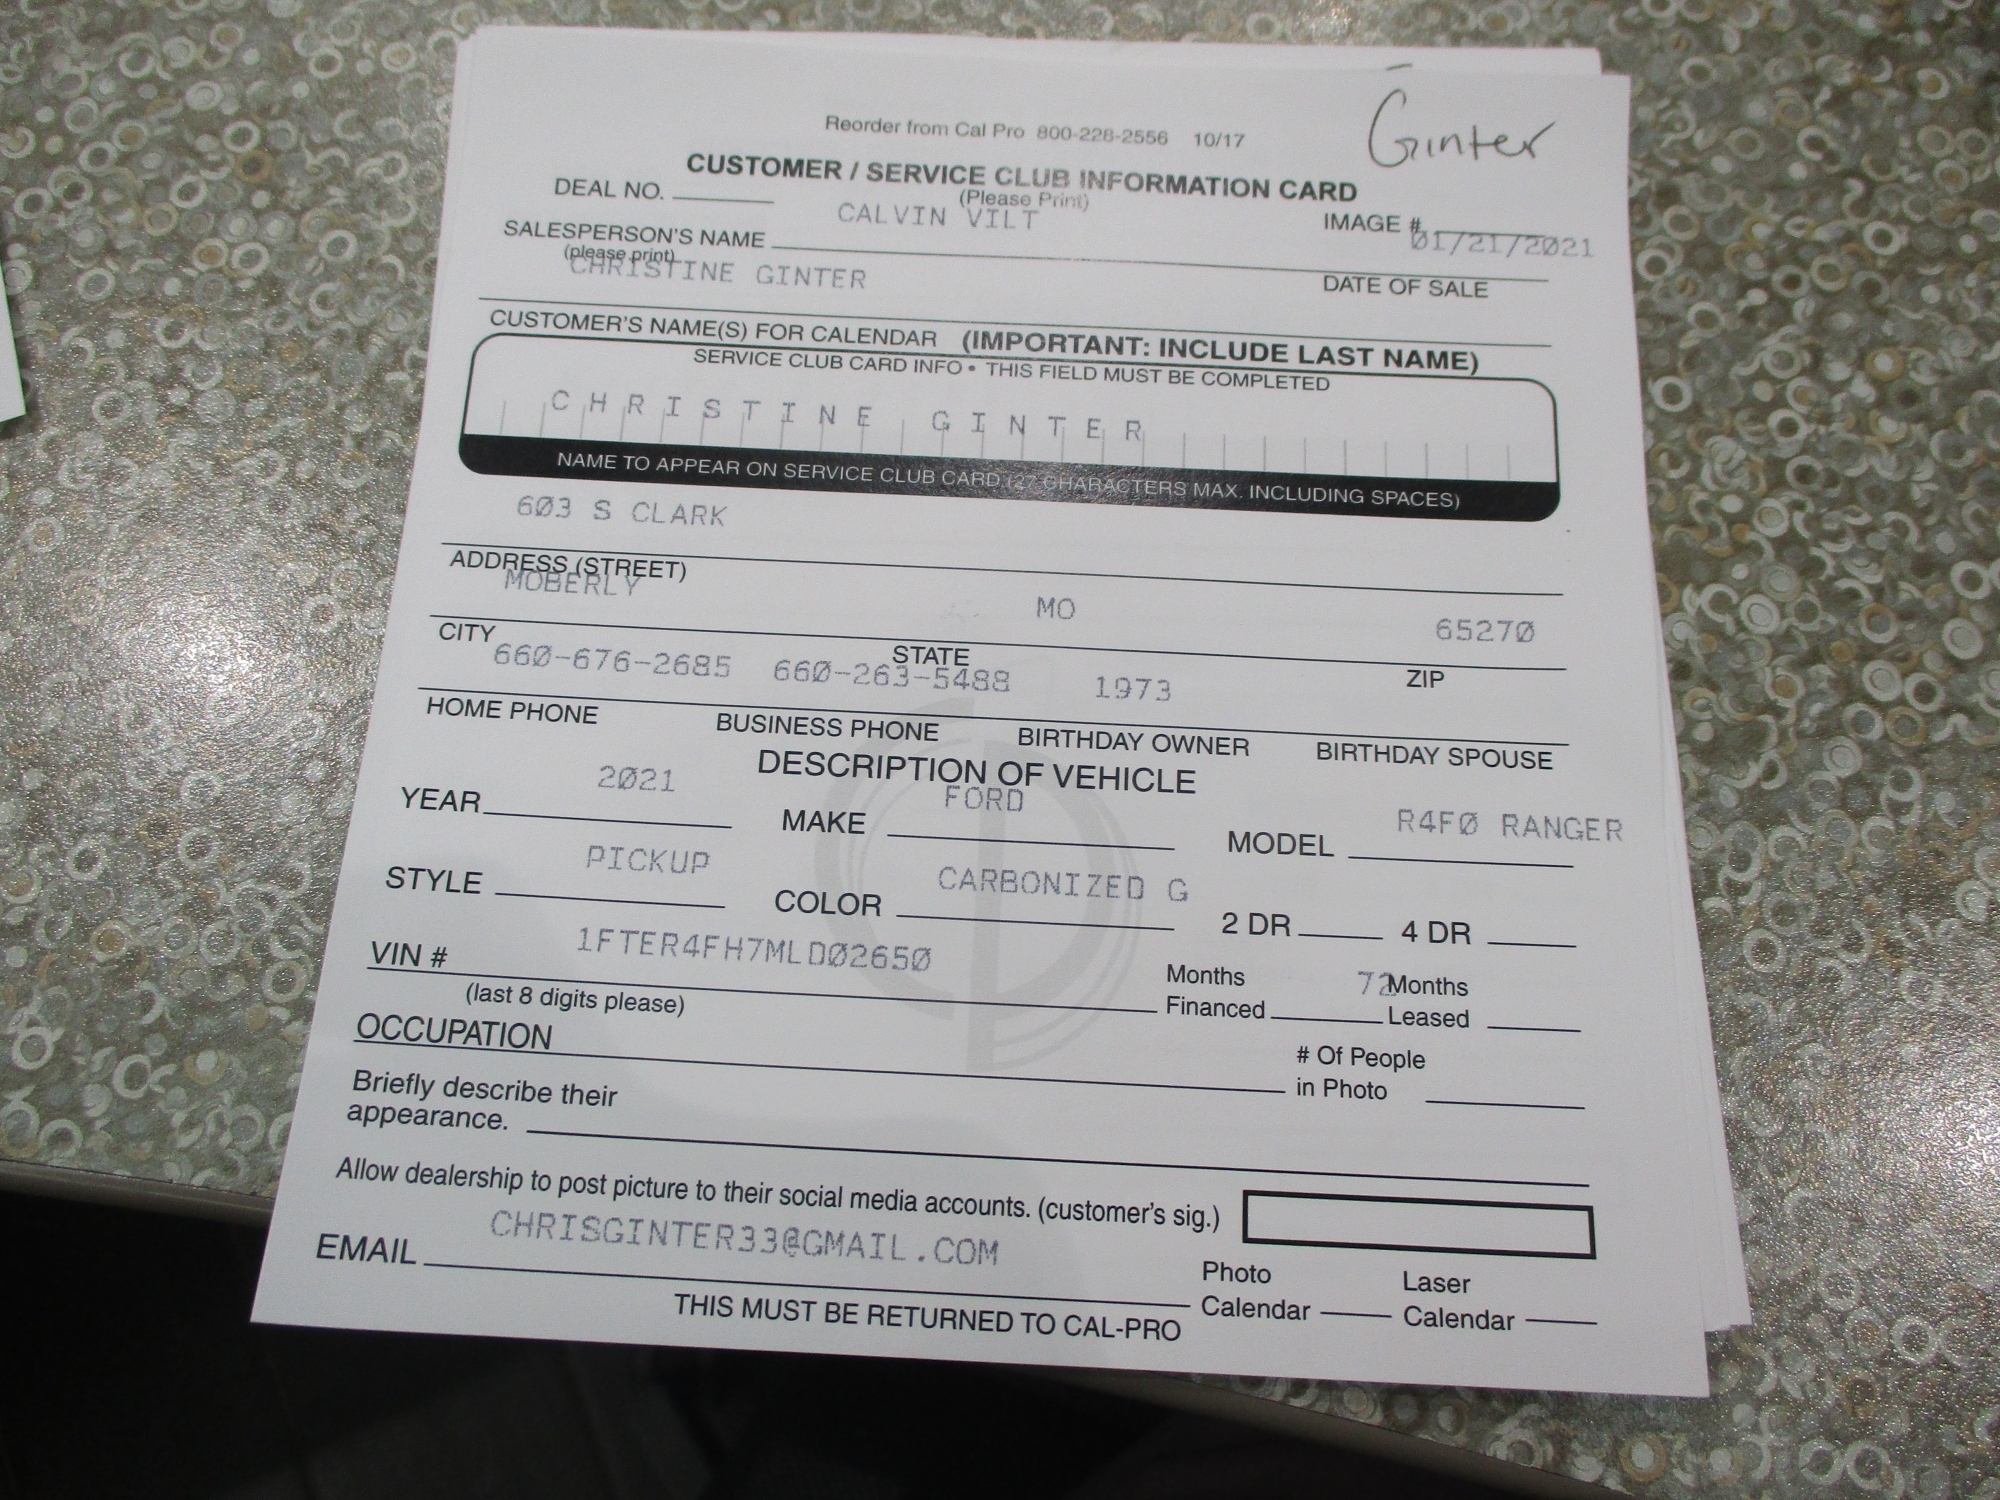 Ginter
Reorder from Cal Pro 800-228-2556 10/17
CUSTOMER / SERVICE CLUB INFORMATION CARD
(Please Print)
DEAL NO.
IMAGE #
CALVIN VILT
01/21/2021
SALESPERSON'S NAME
(please print)
DATE OF SALE
CHRISTINE GINTER
CUSTOMER'S NAME(S) FOR CALENDAR (IMPORTANT: INCLUDE LAST NAME)
SERVICE CLUB CARD INFO • THIS FIELD MUST BE COMPLETED
CHRISTINE GINTER
NAME TO APPEAR ON SERVICE CLUB CARD (27 CHARACTERS MAX. INCLUDING SPACES)
603 S CLARK
ADDRESS (STREET)
MOBERLY MO 65270
CITY STATE ZIP
660-676-2685 660-263-5488 1973
HOME PHONE BUSINESS PHONE BIRTHDAY OWNER BIRTHDAY SPOUSE
DESCRIPTION OF VEHICLE
YEAR 2021 MAKE FORD MODEL R4F0 RANGER
STYLE PICKUP COLOR CARBONIZED G 2 DR 4 DR
VIN # 1FTER4FH7MLD02650
(last 8 digits please)
Months Financed 72 Months Leased
OCCUPATION
# Of People in Photo
Briefly describe their
appearance.
Allow dealership to post picture to their social media accounts. (customer's sig.)
EMAIL CHRISGINTER33@GMAIL.COM
Photo Calendar Laser Calendar
THIS MUST BE RETURNED TO CAL-PRO